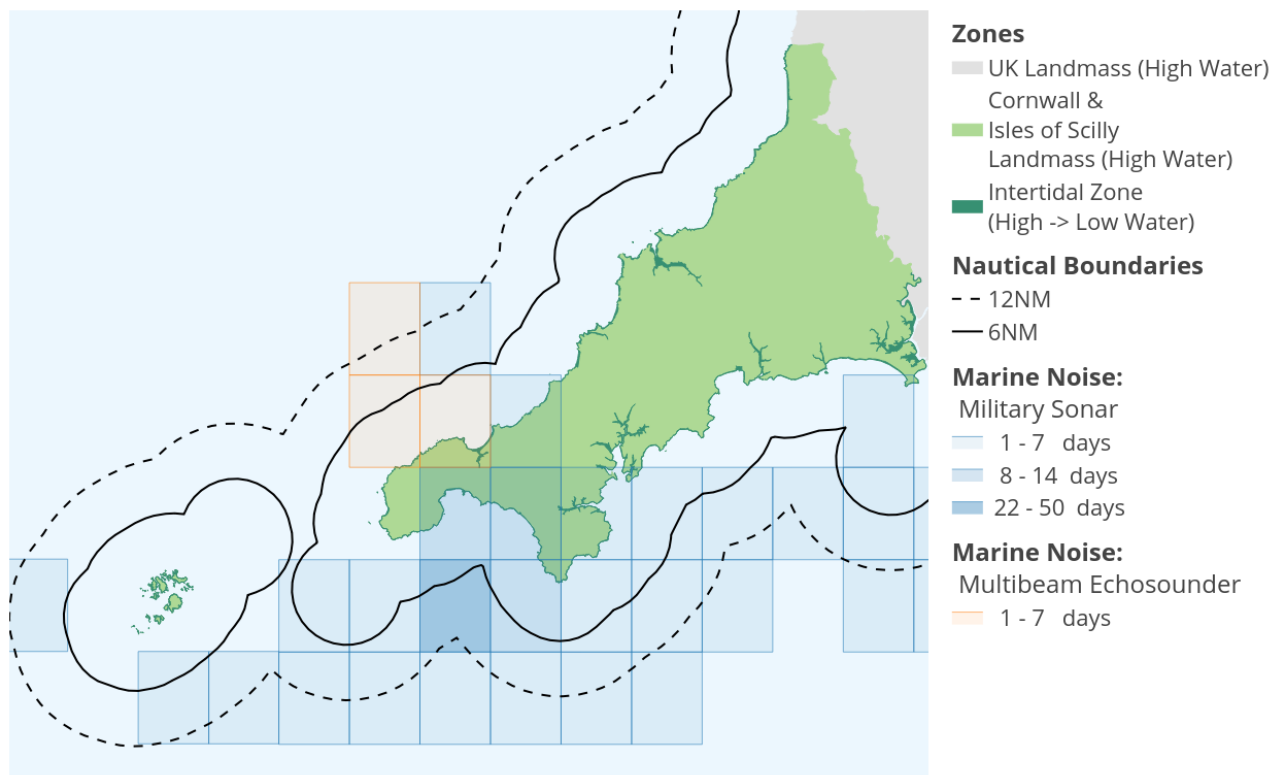 Zones
UK Landmass (High Water)
Cornwall &
Isles of Scilly
Landmass (High Water)
Intertidal Zone
(High -> Low Water)
Nautical Boundaries
12NM
6NM
Marine Noise:
Military Sonar
1 - 7 days
8 - 14 days
22 - 50 days
Marine Noise:
Multibeam Echosounder
1 - 7 days